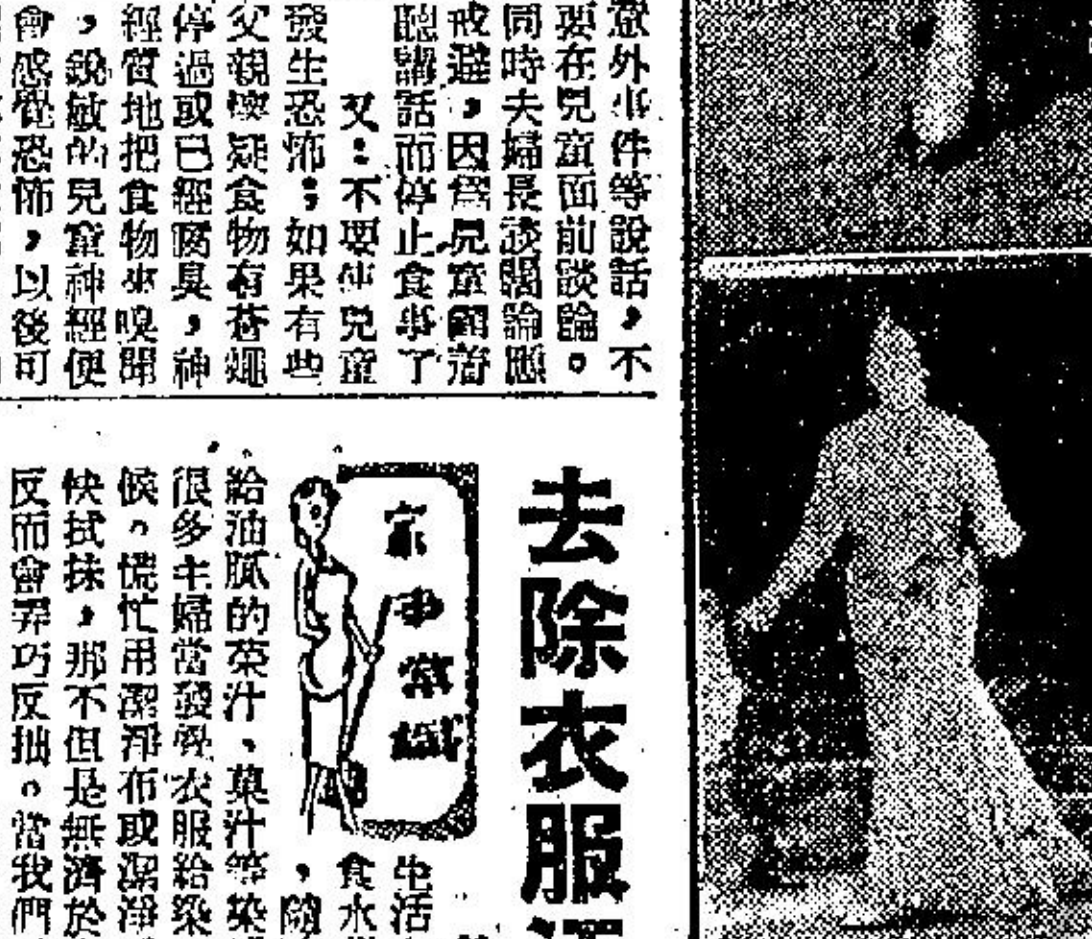 意外事件等說話，不
要在兒童面前談論。
同時夫婦長談闊論應
戒避，因爲兒童顧着
聽講話而停止食事了
又：不要使兒童
發生恐怖；如果有些
父親懷疑食物有蒼蠅
停過或已經腐臭，神
經質地把食物來嗅聞
，銳敏的兒童神經便
會感覺恐怖，以後可
去除衣服
家事常識
生活
食水
，
給油膩的菜汁、菓汁等染
很多主婦當發覺衣服給染
候。慌忙用潔淨布或潔淨
快拭抹，那不但是無濟於
反而會弄巧反抽。當我們